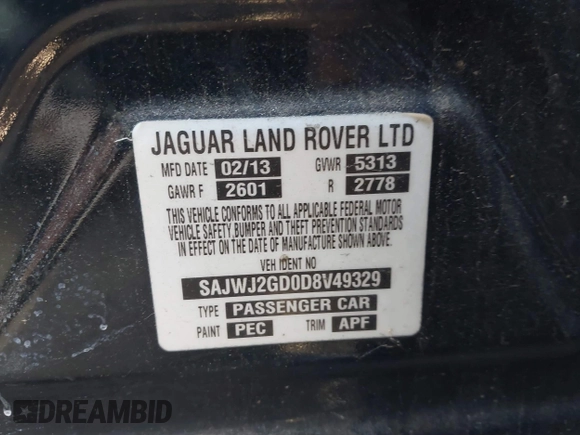 JAGUAR LAND ROVER LTD
MFD DATE 02/13 GVWR 5313
GAWR F 2601 R 2778
THIS VEHICLE CONFORMS TO ALL APPLICABLE FEDERAL MOTOR
VEHICLE SAFETY,BUMPER AND THEFT PREVENTION STANDARDS
IN EFFECT ON THE DATE OF MANUFACTURE SHOWN ABOVE.
VEH IDENT NO
SAJWJ2GD0D8V49329
TYPE PASSENGER CAR
PAINT PEC TRIM APF
DREAMBID